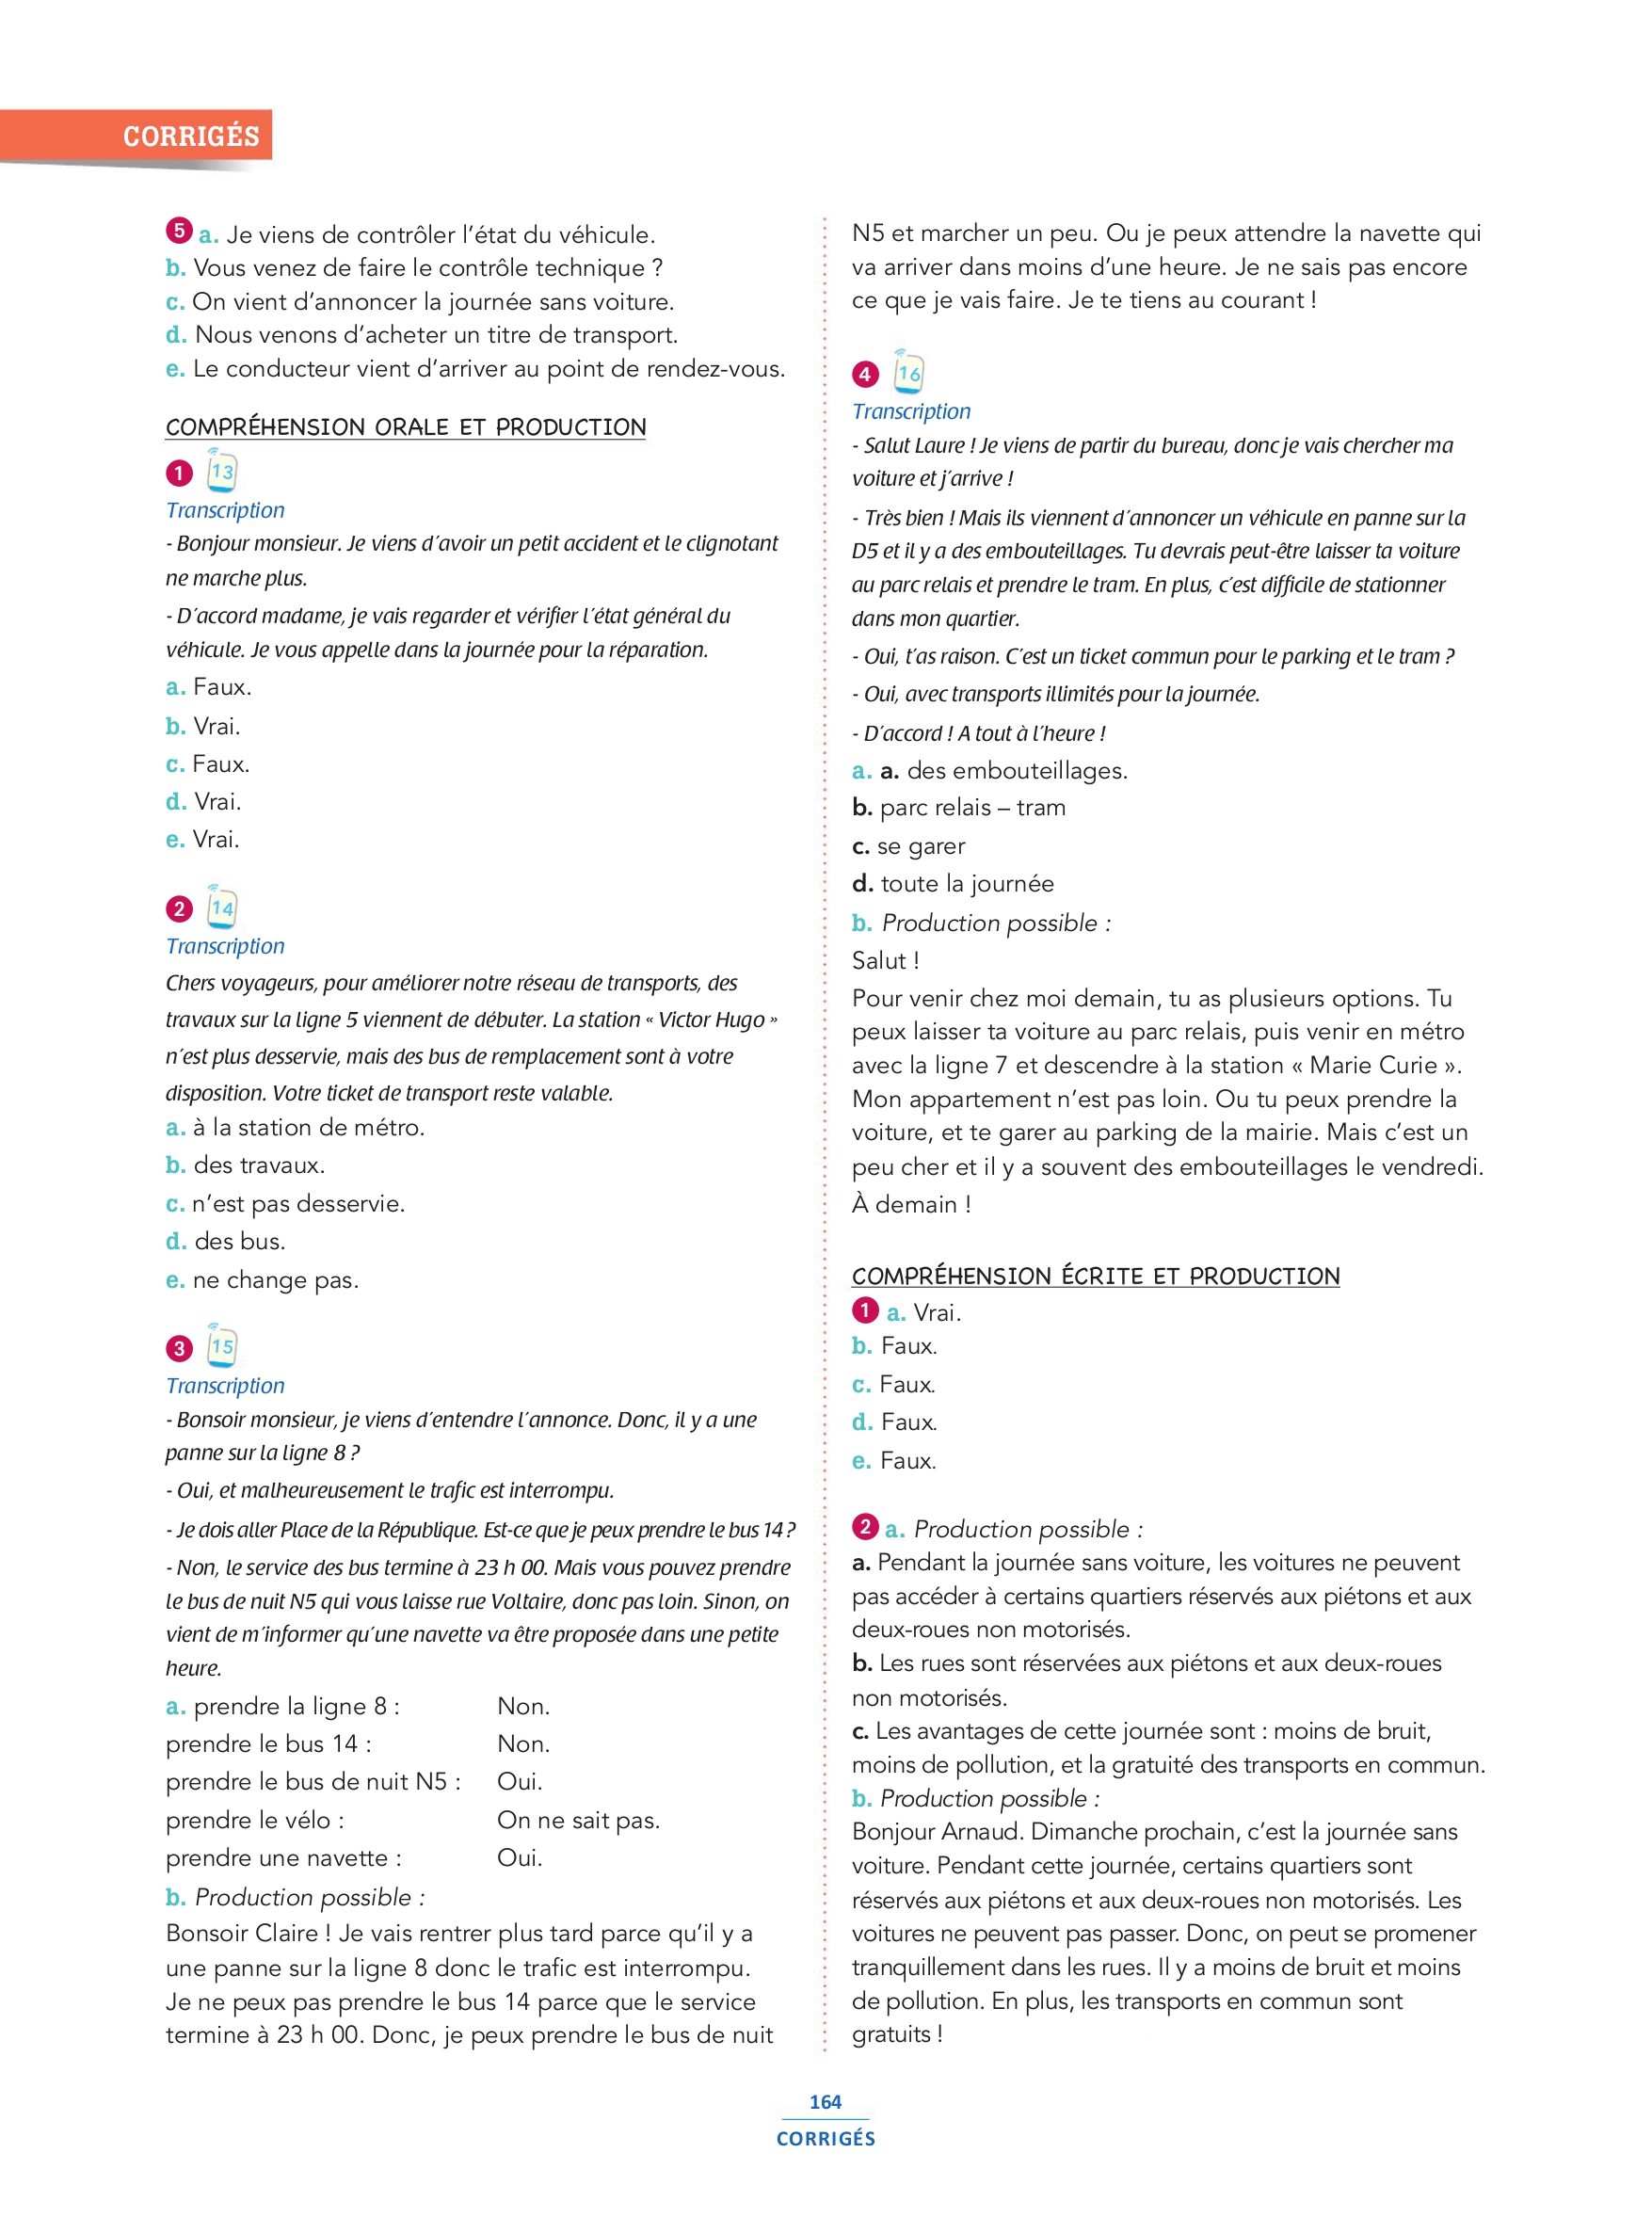 CORRIGÉS
5 a. Je viens de contrôler l’état du véhicule.
b. Vous venez de faire le contrôle technique ?
c. On vient d’annoncer la journée sans voiture.
d. Nous venons d’acheter un titre de transport.
e. Le conducteur vient d’arriver au point de rendez-vous.
COMPRÉHENSION ORALE ET PRODUCTION
1 13
Transcription
- Bonjour monsieur. Je viens d’avoir un petit accident et le clignotant
ne marche plus.
- D’accord madame, je vais regarder et vérifier l’état général du
véhicule. Je vous appelle dans la journée pour la réparation.
a. Faux.
b. Vrai.
c. Faux.
d. Vrai.
e. Vrai.
2 14
Transcription
Chers voyageurs, pour améliorer notre réseau de transports, des
travaux sur la ligne 5 viennent de débuter. La station « Victor Hugo »
n’est plus desservie, mais des bus de remplacement sont à votre
disposition. Votre ticket de transport reste valable.
a. à la station de métro.
b. des travaux.
c. n’est pas desservie.
d. des bus.
e. ne change pas.
3 15
Transcription
- Bonsoir monsieur, je viens d’entendre l’annonce. Donc, il y a une
panne sur la ligne 8 ?
- Oui, et malheureusement le trafic est interrompu.
- Je dois aller Place de la République. Est-ce que je peux prendre le bus 14 ?
- Non, le service des bus termine à 23 h 00. Mais vous pouvez prendre
le bus de nuit N5 qui vous laisse rue Voltaire, donc pas loin. Sinon, on
vient de m’informer qu’une navette va être proposée dans une petite
heure.
a. prendre la ligne 8 : Non.
prendre le bus 14 : Non.
prendre le bus de nuit N5 : Oui.
prendre le vélo : On ne sait pas.
prendre une navette : Oui.
b. Production possible :
Bonsoir Claire ! Je vais rentrer plus tard parce qu’il y a
une panne sur la ligne 8 donc le trafic est interrompu.
Je ne peux pas prendre le bus 14 parce que le service
termine à 23 h 00. Donc, je peux prendre le bus de nuit
N5 et marcher un peu. Ou je peux attendre la navette qui
va arriver dans moins d’une heure. Je ne sais pas encore
ce que je vais faire. Je te tiens au courant !
4 16
Transcription
- Salut Laure ! Je viens de partir du bureau, donc je vais chercher ma
voiture et j’arrive !
- Très bien ! Mais ils viennent d’annoncer un véhicule en panne sur la
D5 et il y a des embouteillages. Tu devrais peut-être laisser ta voiture
au parc relais et prendre le tram. En plus, c’est difficile de stationner
dans mon quartier.
- Oui, t’as raison. C’est un ticket commun pour le parking et le tram ?
- Oui, avec transports illimités pour la journée.
- D’accord ! A tout à l’heure !
a. a. des embouteillages.
b. parc relais – tram
c. se garer
d. toute la journée
b. Production possible :
Salut !
Pour venir chez moi demain, tu as plusieurs options. Tu
peux laisser ta voiture au parc relais, puis venir en métro
avec la ligne 7 et descendre à la station « Marie Curie ».
Mon appartement n’est pas loin. Ou tu peux prendre la
voiture, et te garer au parking de la mairie. Mais c’est un
peu cher et il y a souvent des embouteillages le vendredi.
À demain !
COMPRÉHENSION ÉCRITE ET PRODUCTION
1 a. Vrai.
b. Faux.
c. Faux.
d. Faux.
e. Faux.
2 a. Production possible :
a. Pendant la journée sans voiture, les voitures ne peuvent
pas accéder à certains quartiers réservés aux piétons et aux
deux-roues non motorisés.
b. Les rues sont réservées aux piétons et aux deux-roues
non motorisés.
c. Les avantages de cette journée sont : moins de bruit,
moins de pollution, et la gratuité des transports en commun.
b. Production possible :
Bonjour Arnaud. Dimanche prochain, c’est la journée sans
voiture. Pendant cette journée, certains quartiers sont
réservés aux piétons et aux deux-roues non motorisés. Les
voitures ne peuvent pas passer. Donc, on peut se promener
tranquillement dans les rues. Il y a moins de bruit et moins
de pollution. En plus, les transports en commun sont
gratuits !
164
CORRIGÉS